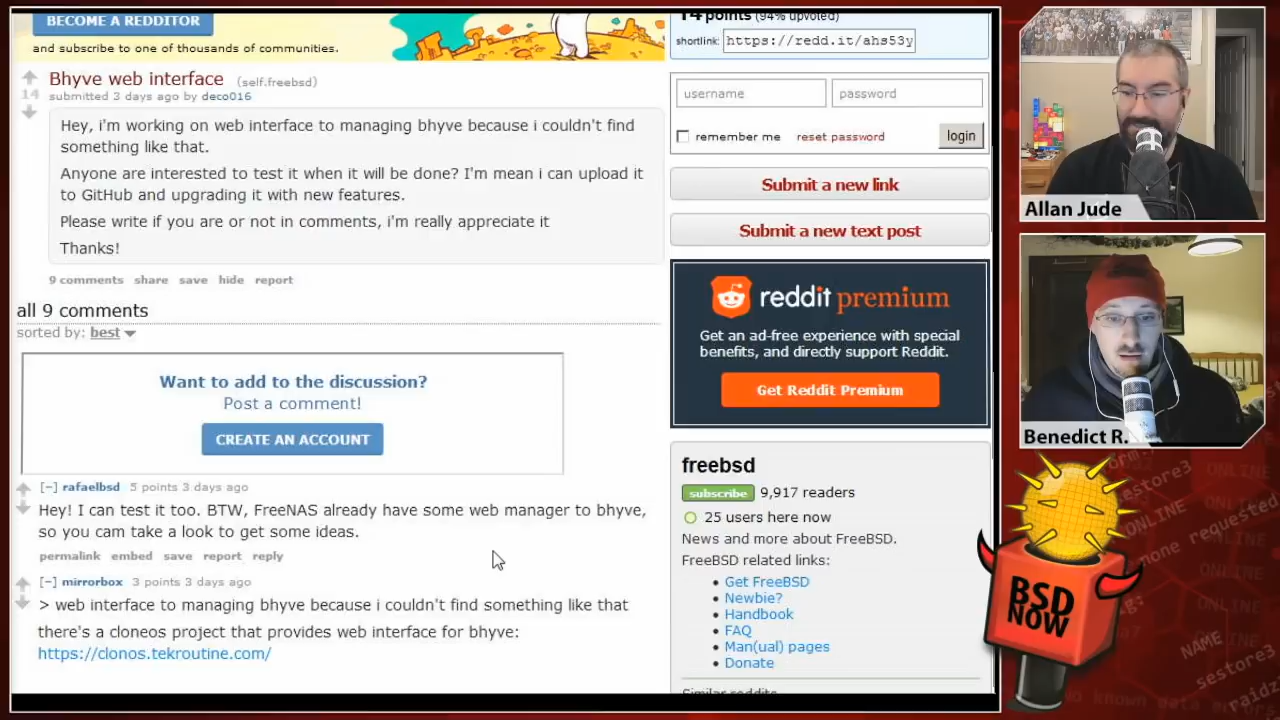 BECOME A REDDITOR
and subscribe to one of thousands of communities.
14 points (94% upvoted)
shortlink: https://redd.it/ahs53y
username
password
remember me
reset password
login
Submit a new link
Submit a new text post
Bhyve web interface (self.freebsd)
14
submitted 3 days ago by deco016
Hey, i'm working on web interface to managing bhyve because i couldn't find
something like that.
Anyone are interested to test it when it will be done? I'm mean i can upload it
to GitHub and upgrading it with new features.
Please write if you are or not in comments, i'm really appreciate it
Thanks!
9 comments share save hide report
all 9 comments
sorted by: best
Want to add to the discussion?
Post a comment!
CREATE AN ACCOUNT
[–] rafaelbsd 5 points 3 days ago
Hey! I can test it too. BTW, FreeNAS already have some web manager to bhyve,
so you cam take a look to get some ideas.
permalink embed save report reply
[–] mirrorbox 3 points 3 days ago
> web interface to managing bhyve because i couldn't find something like that
there's a cloneos project that provides web interface for bhyve:
https://clonos.tekroutine.com/
reddit premium
Get an ad-free experience with special
benefits, and directly support Reddit.
Get Reddit Premium
freebsd
subscribe 9,917 readers
25 users here now
News and more about FreeBSD.
FreeBSD related links:
Get FreeBSD
Newbie?
Handbook
FAQ
Man(ual) pages
Donate
Similar reddits
Allan Jude
Benedict R.
BSD
NOW